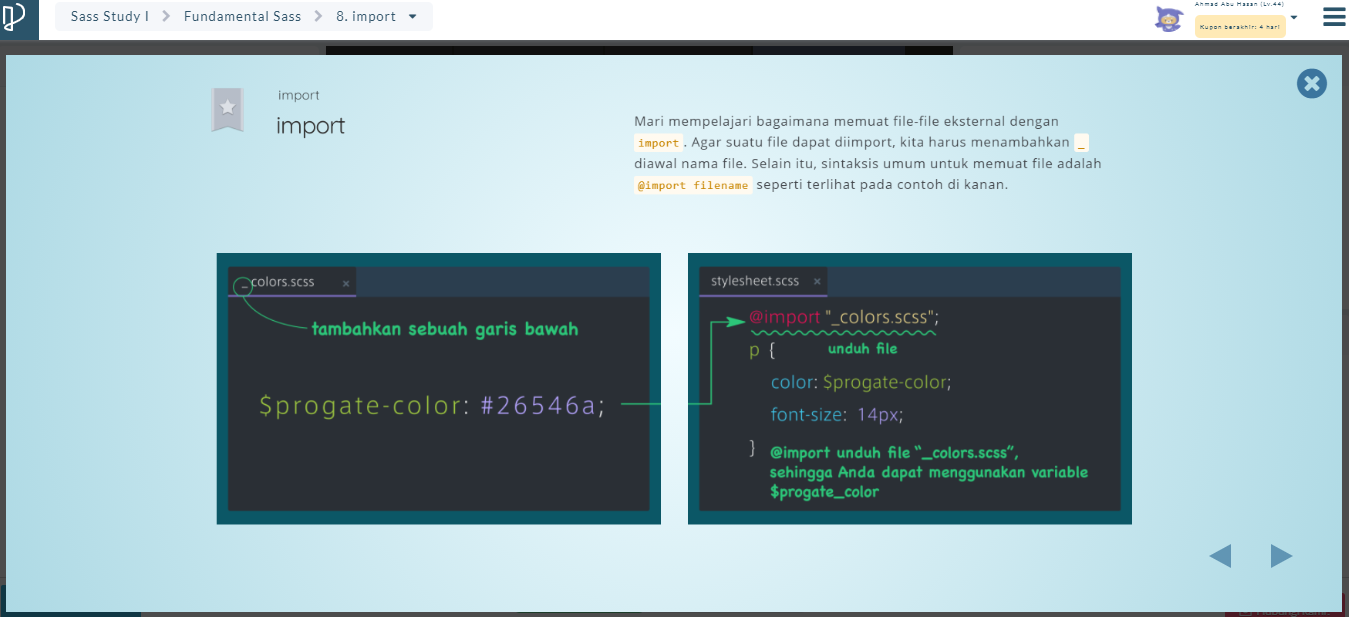 Sass Study I > Fundamental Sass > 8. import
Ahmad Abu Hasan (Lv.44)
Kupon berakhir: 4 hari
import
import
Mari mempelajari bagaimana memuat file-file eksternal dengan
import . Agar suatu file dapat diimport, kita harus menambahkan _
diawal nama file. Selain itu, sintaksis umum untuk memuat file adalah
@import filename seperti terlihat pada contoh di kanan.
_colors.scss ×
tambahkan sebuah garis bawah
$progate-color: #26546a;
stylesheet.scss ×
@import "_colors.scss";
p {
unduh file
color: $progate-color;
font-size: 14px;
}
@import unduh file “_colors.scss”,
sehingga Anda dapat menggunakan variable
$progate_color